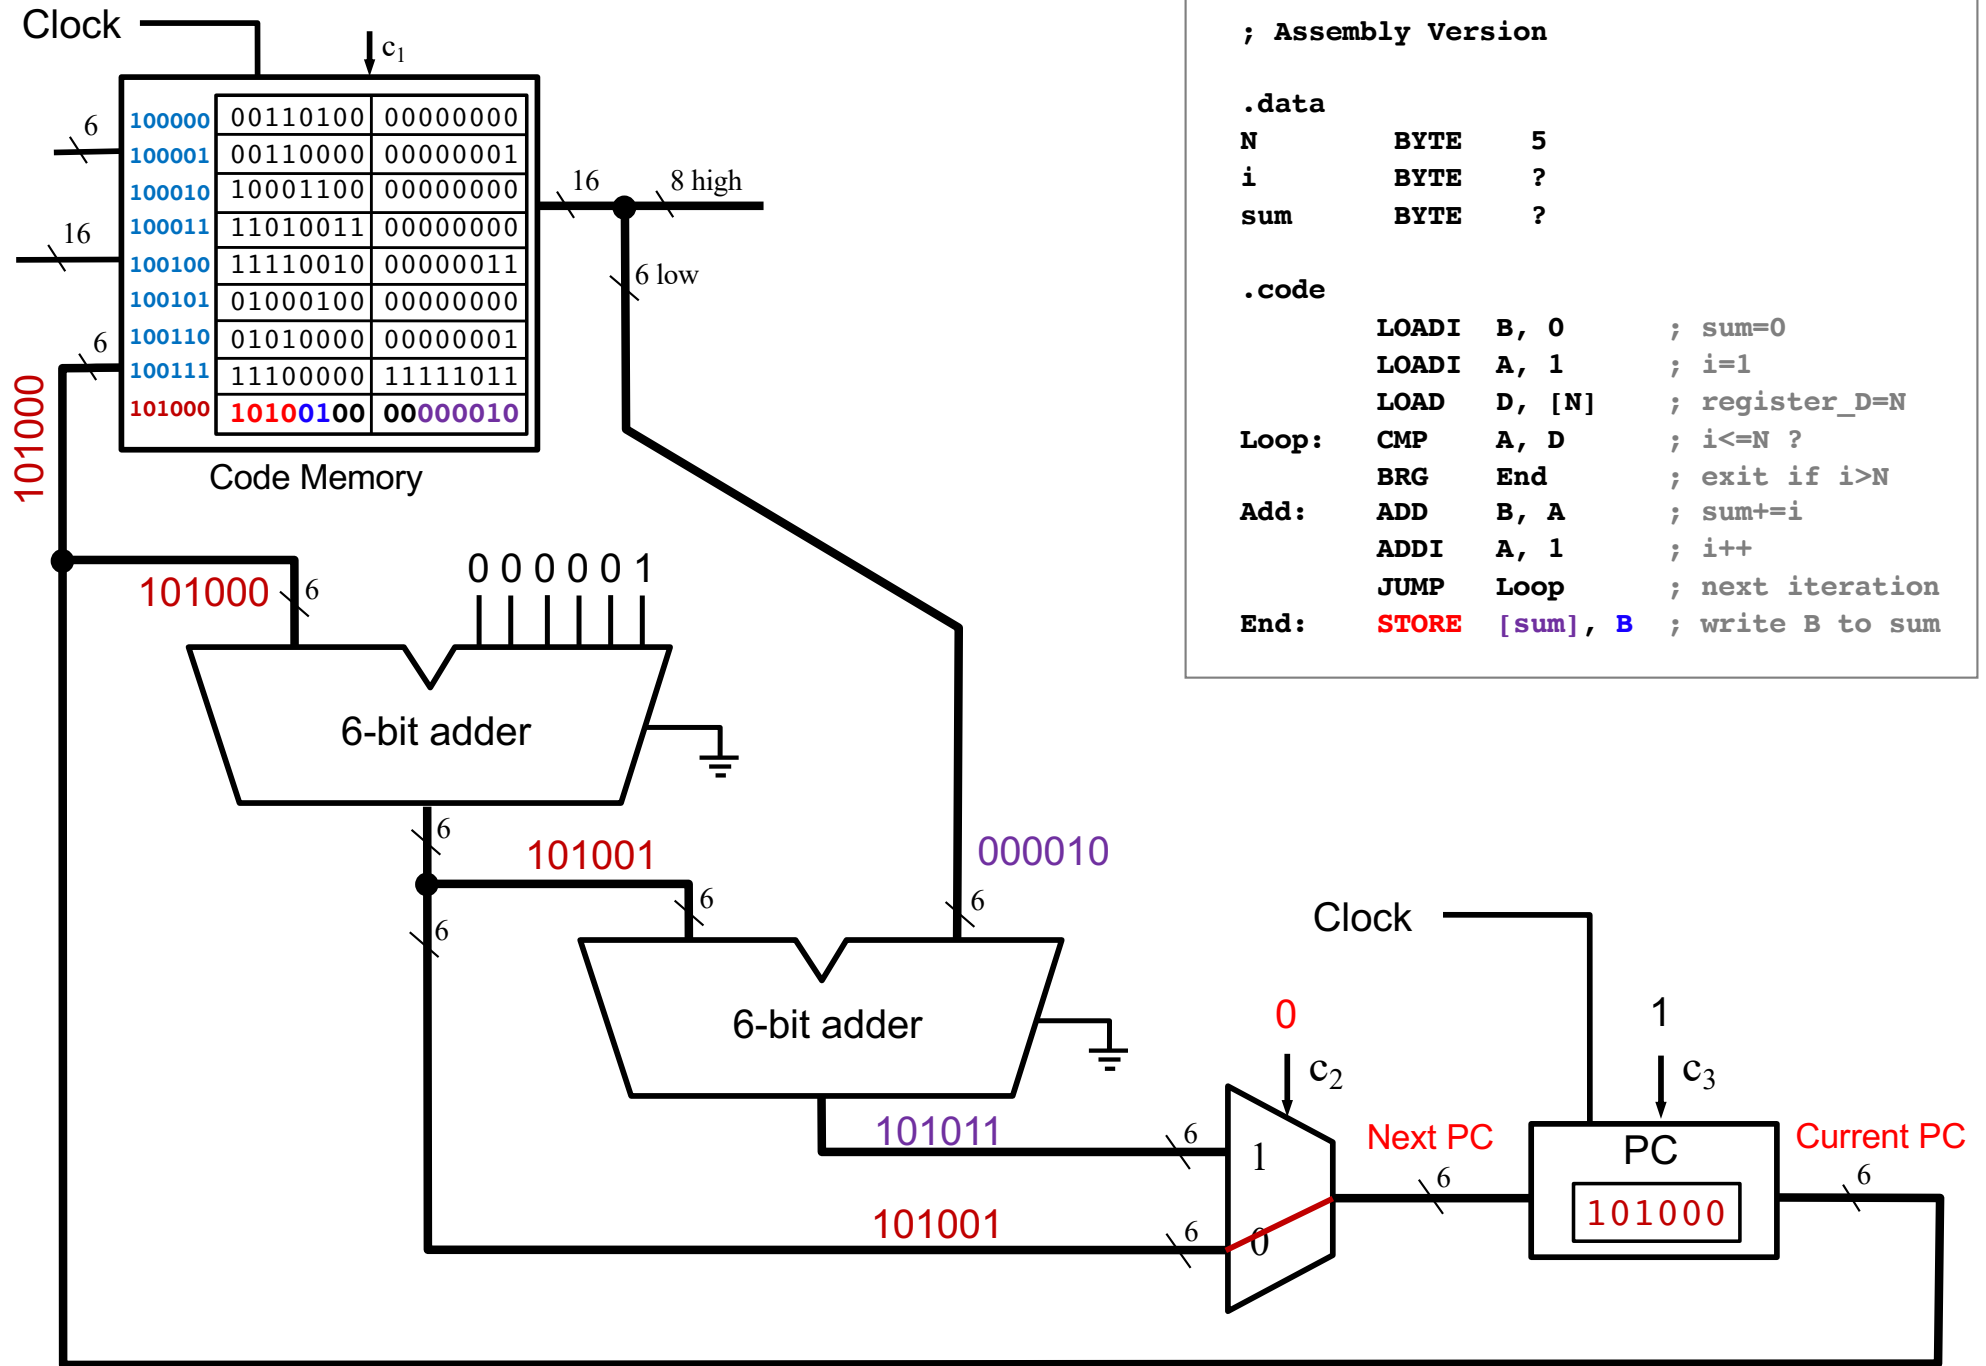 Clock
c1
6
16
6
100000 00110100 00000000
100001 00110000 00000001
100010 10001100 00000000
100011 11010011 00000000
100100 11110010 00000011
100101 01000100 00000000
100110 01010000 00000001
100111 11100000 11111011
101000 10100100 00000010
Code Memory
16
8 high
6 low
101000
; Assembly Version
.data
N BYTE 5
i BYTE ?
sum BYTE ?
.code
LOADI B, 0 ; sum=0
LOADI A, 1 ; i=1
LOAD D, [N] ; register_D=N
Loop: CMP A, D ; i<=N ?
BRG End ; exit if i>N
Add: ADD B, A ; sum+=i
ADDI A, 1 ; i++
JUMP Loop ; next iteration
End: STORE [sum], B ; write B to sum
101000
6
0 0 0 0 0 1
6-bit adder
6
101001
6
000010
6
6
6-bit adder
101011
6
101001
6
0
c2
1
0
Next PC
6
Clock
1
c3
PC
101000
Current PC
6